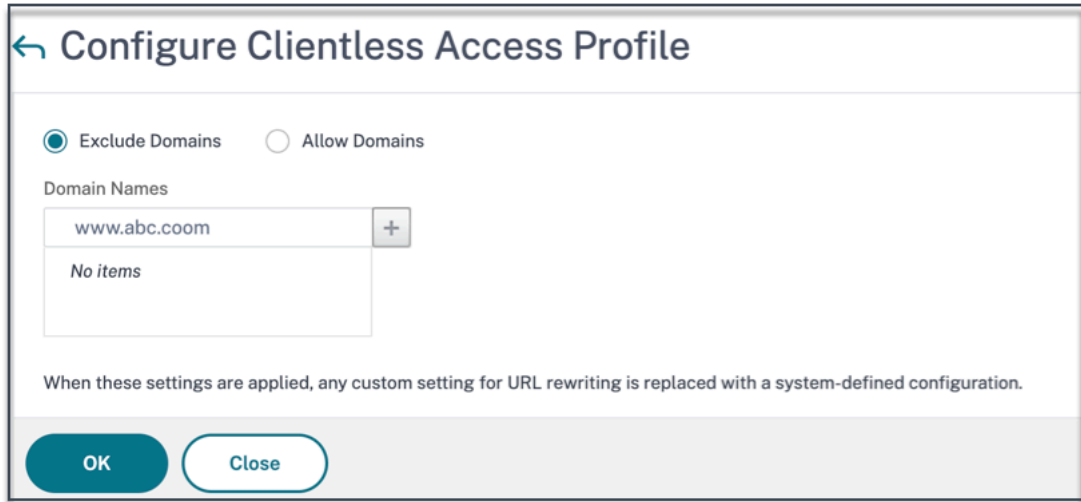 Configure Clientless Access Profile
Exclude Domains Allow Domains
Domain Names
www.abc.coom +
No items
When these settings are applied, any custom setting for URL rewriting is replaced with a system-defined configuration.
OK Close